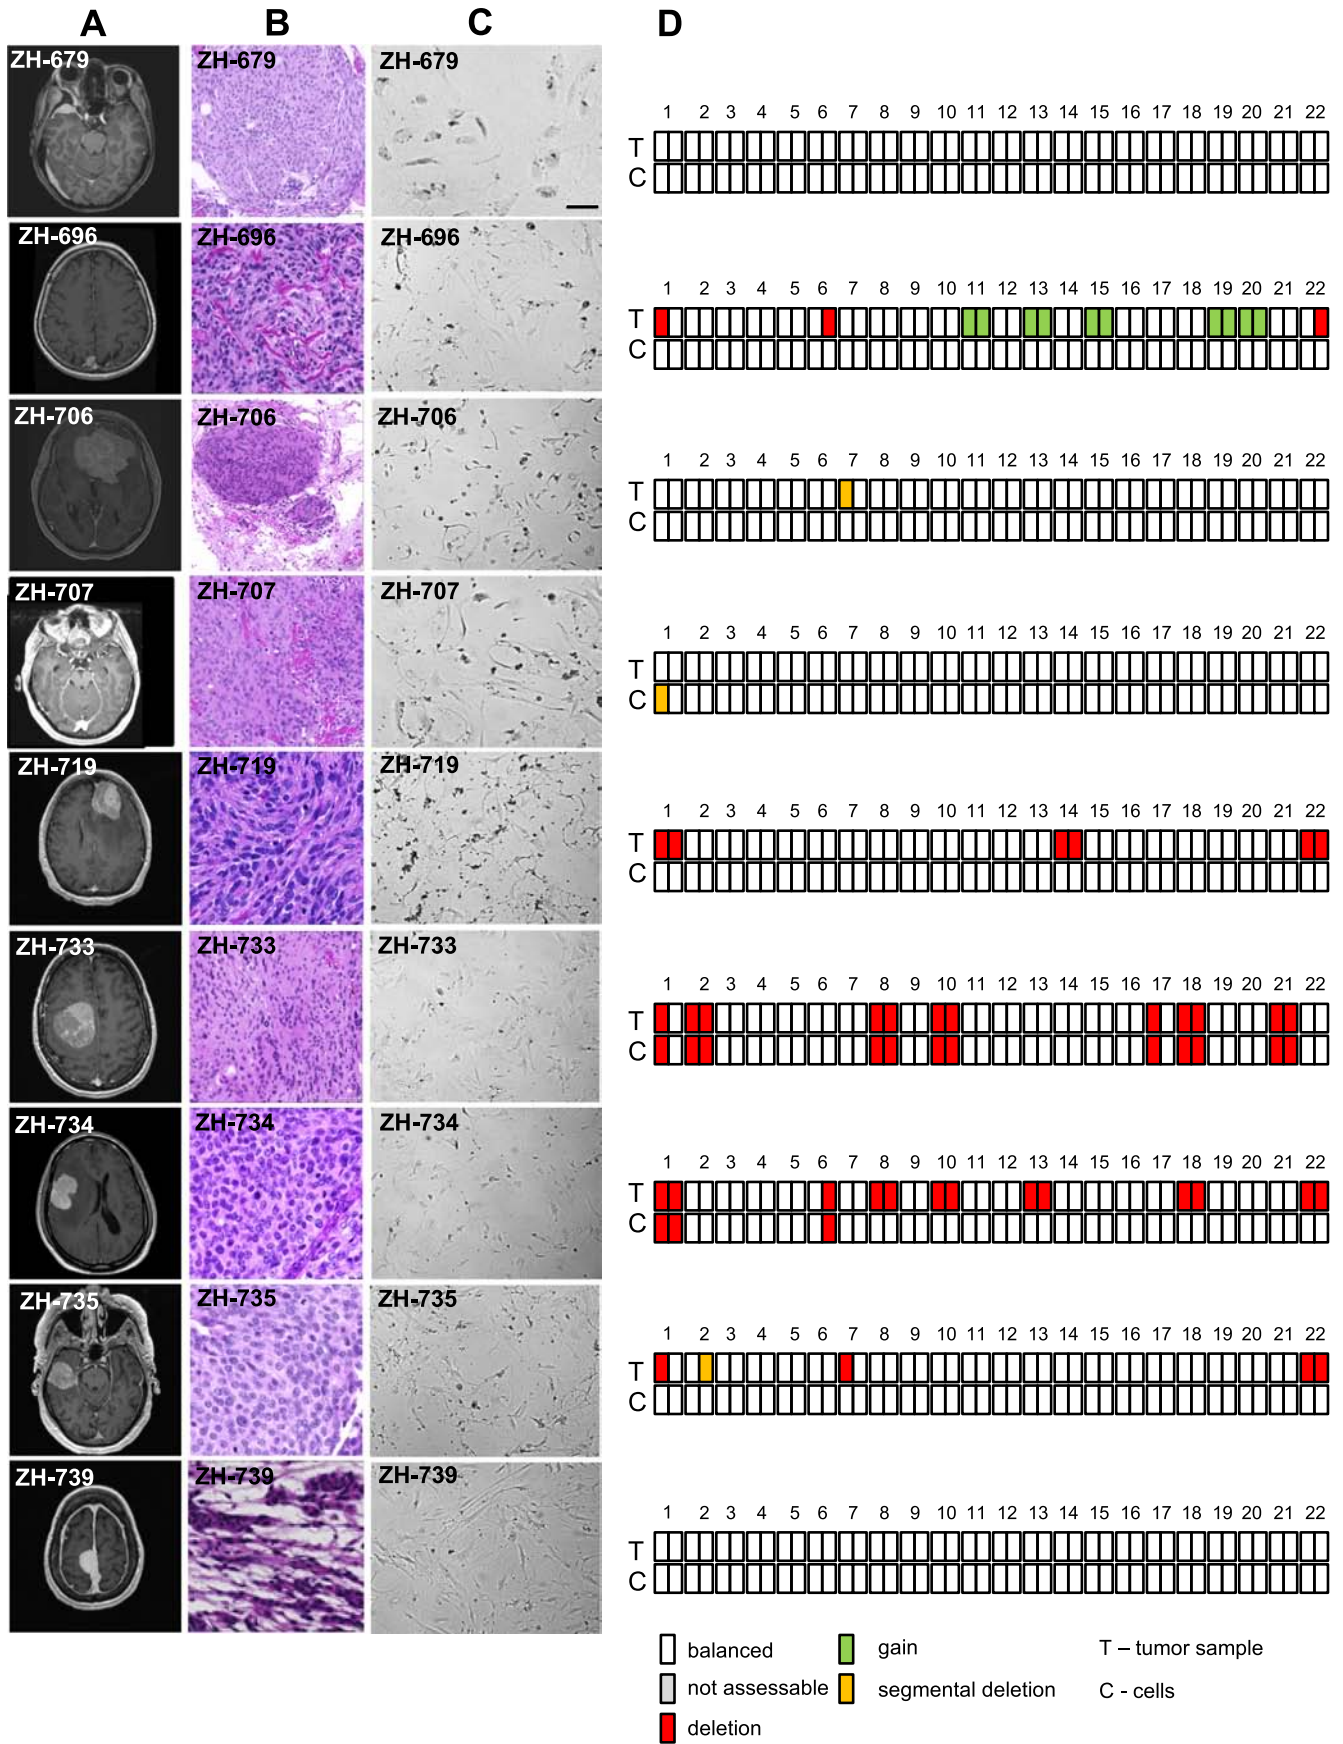 A B C D
ZH-679 ZH-679 ZH-679
1 2 3 4 5 6 7 8 9 10 11 12 13 14 15 16 17 18 19 20 21 22
T
C
ZH-696 ZH-696 ZH-696
1 2 3 4 5 6 7 8 9 10 11 12 13 14 15 16 17 18 19 20 21 22
T
C
ZH-706 ZH-706 ZH-706
1 2 3 4 5 6 7 8 9 10 11 12 13 14 15 16 17 18 19 20 21 22
T
C
ZH-707 ZH-707 ZH-707
1 2 3 4 5 6 7 8 9 10 11 12 13 14 15 16 17 18 19 20 21 22
T
C
ZH-719 ZH-719 ZH-719
1 2 3 4 5 6 7 8 9 10 11 12 13 14 15 16 17 18 19 20 21 22
T
C
ZH-733 ZH-733 ZH-733
1 2 3 4 5 6 7 8 9 10 11 12 13 14 15 16 17 18 19 20 21 22
T
C
ZH-734 ZH-734 ZH-734
1 2 3 4 5 6 7 8 9 10 11 12 13 14 15 16 17 18 19 20 21 22
T
C
ZH-735 ZH-735 ZH-735
1 2 3 4 5 6 7 8 9 10 11 12 13 14 15 16 17 18 19 20 21 22
T
C
ZH-739 ZH-739 ZH-739
1 2 3 4 5 6 7 8 9 10 11 12 13 14 15 16 17 18 19 20 21 22
T
C
balanced gain T – tumor sample
not assessable segmental deletion C - cells
deletion